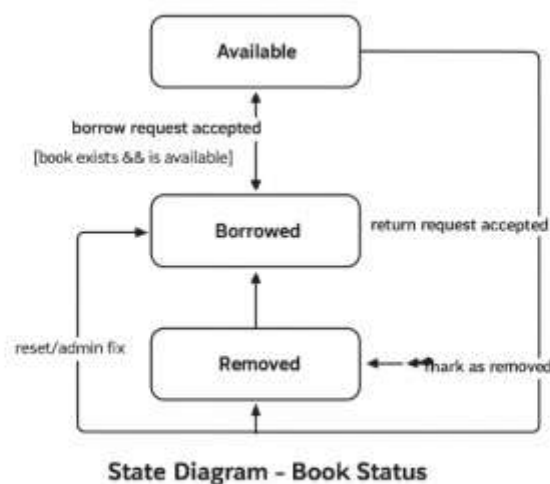 Available
borrow request accepted
[book exists && is available]
Borrowed
return request accepted
reset/admin fix
Removed
mark as removed
State Diagram - Book Status